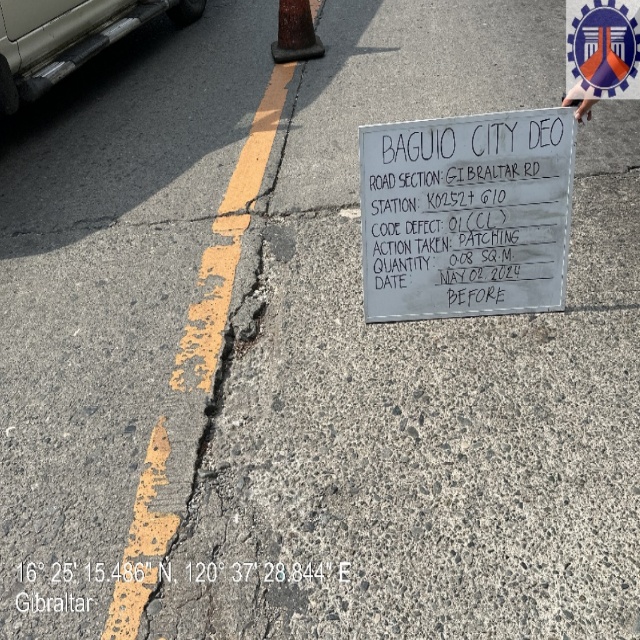 BAGUIO CITY DEO
ROAD SECTION: GIBRALTAR RD
STATION: K0252+610
CODE DEFECT: 01(CL)
ACTION TAKEN: PATCHING
QUANTITY: 0.08 SQ.M.
DATE: MAY 02, 2024
BEFORE
16° 25' 15.486" N, 120° 37' 28.844" E
Gibraltar